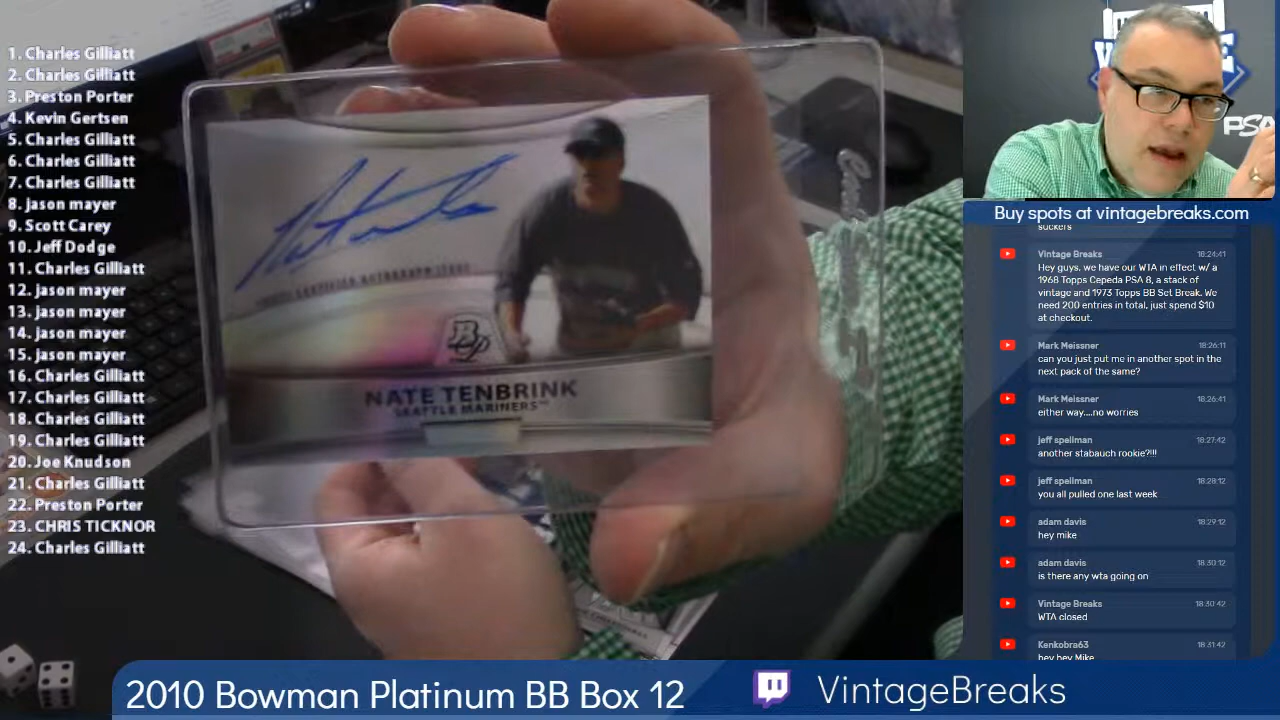 1. Charles Gilliatt
2. Charles Gilliatt
3. Preston Porter
4. Kevin Gertsen
5. Charles Gilliatt
6. Charles Gilliatt
7. Charles Gilliatt
8. jason mayer
9. Scott Carey
10. Jeff Dodge
11. Charles Gilliatt
12. jason mayer
13. jason mayer
14. jason mayer
15. jason mayer
16. Charles Gilliatt
17. Charles Gilliatt
18. Charles Gilliatt
19. Charles Gilliatt
20. Joe Knudson
21. Charles Gilliatt
22. Preston Porter
23. CHRIS TICKNOR
24. Charles Gilliatt
CERTIFIED AUTOGRAPH ISSUE
NATE TENBRINK
SEATTLE MARINERS™
PSA
Buy spots at vintagebreaks.com
suckers
Vintage Breaks 18:24:41
Hey guys, we have our WTA in effect w/ a
1968 Topps Cepeda PSA 8, a stack of
vintage and 1973 Topps BB Set Break. We
need 200 entries in total, just spend $10
at checkout.
Mark Meissner 18:26:11
can you just put me in another spot in the
next pack of the same?
Mark Meissner 18:26:41
either way....no worries
jeff spellman 18:27:42
another stabauch rookie?!!!
jeff spellman 18:28:12
you all pulled one last week
adam davis 18:29:12
hey mike
adam davis 18:30:12
is there any wta going on
Vintage Breaks 18:30:42
WTA closed
Kenkobra63 18:31:42
hey hey Mike
2010 Bowman Platinum BB Box 12
VintageBreaks